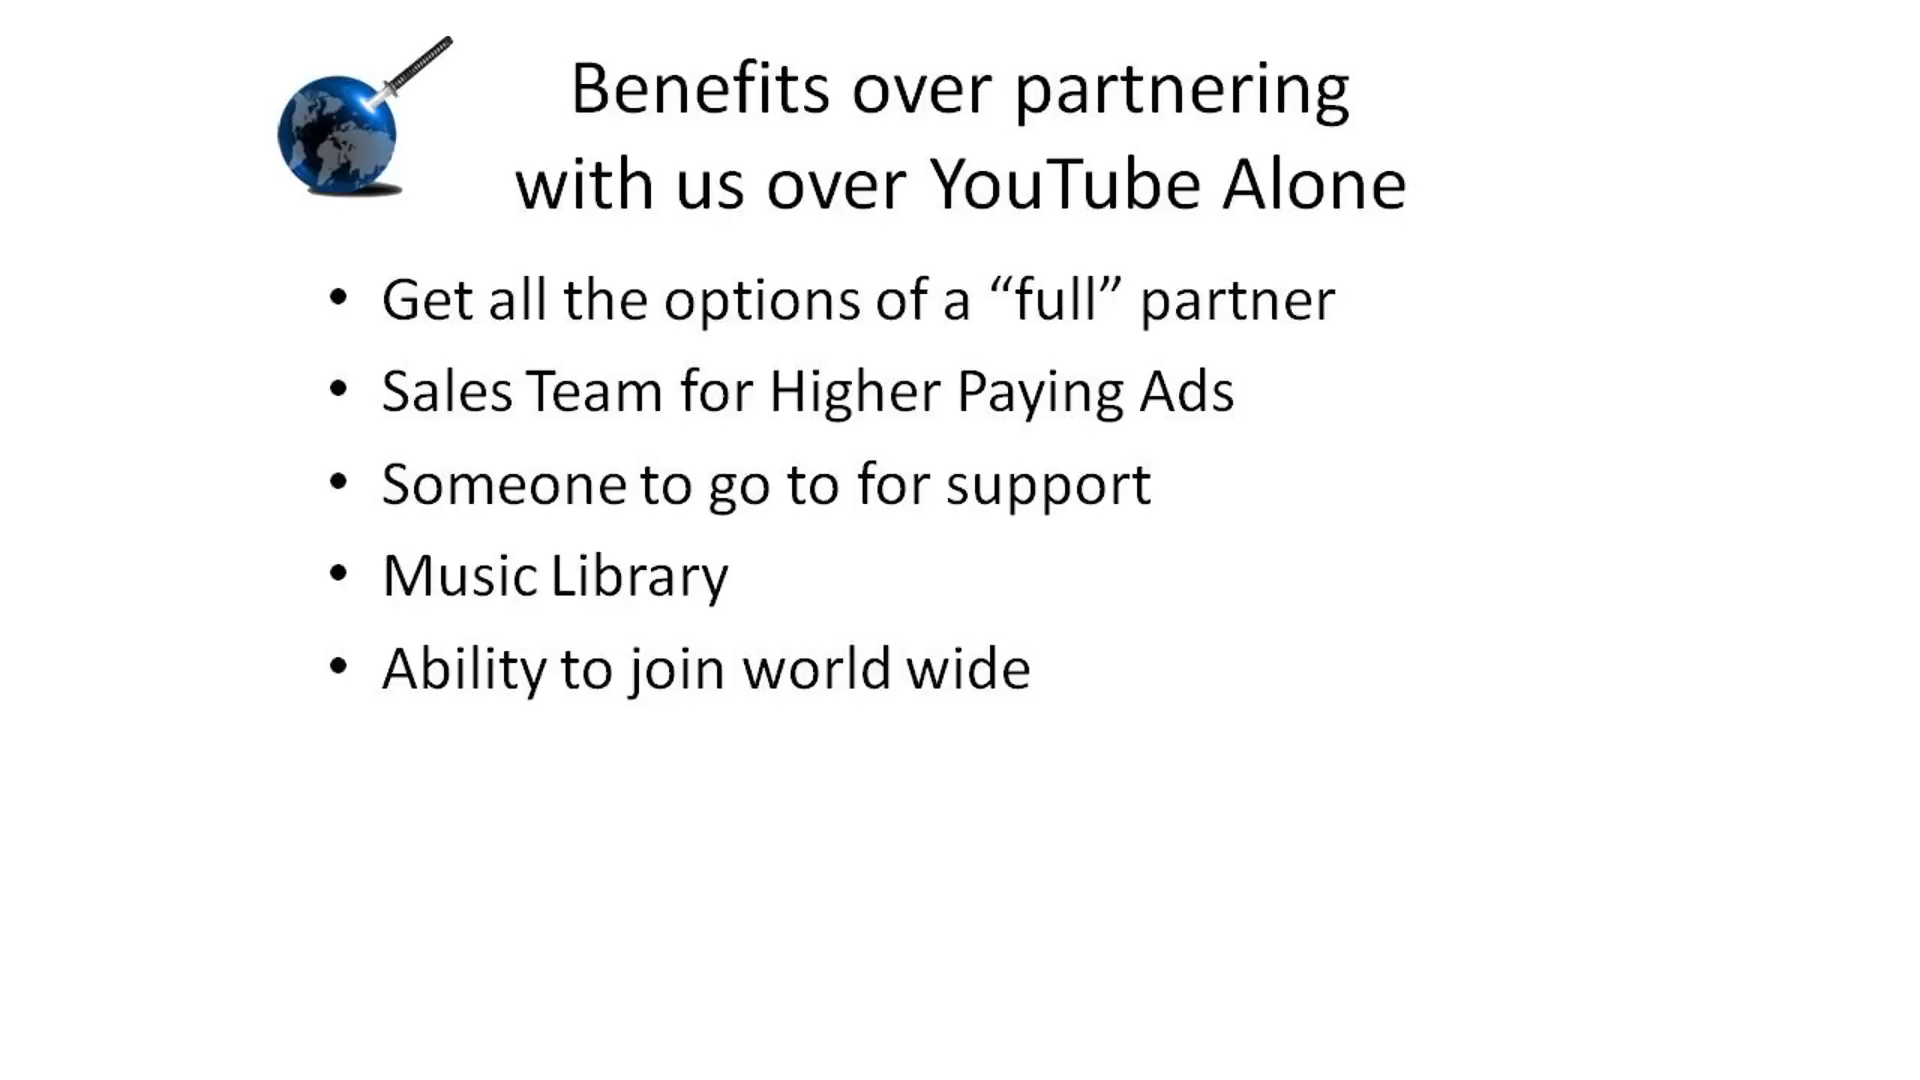 Benefits over partnering
with us over YouTube Alone
• Get all the options of a “full” partner
• Sales Team for Higher Paying Ads
• Someone to go to for support
• Music Library
• Ability to join world wide